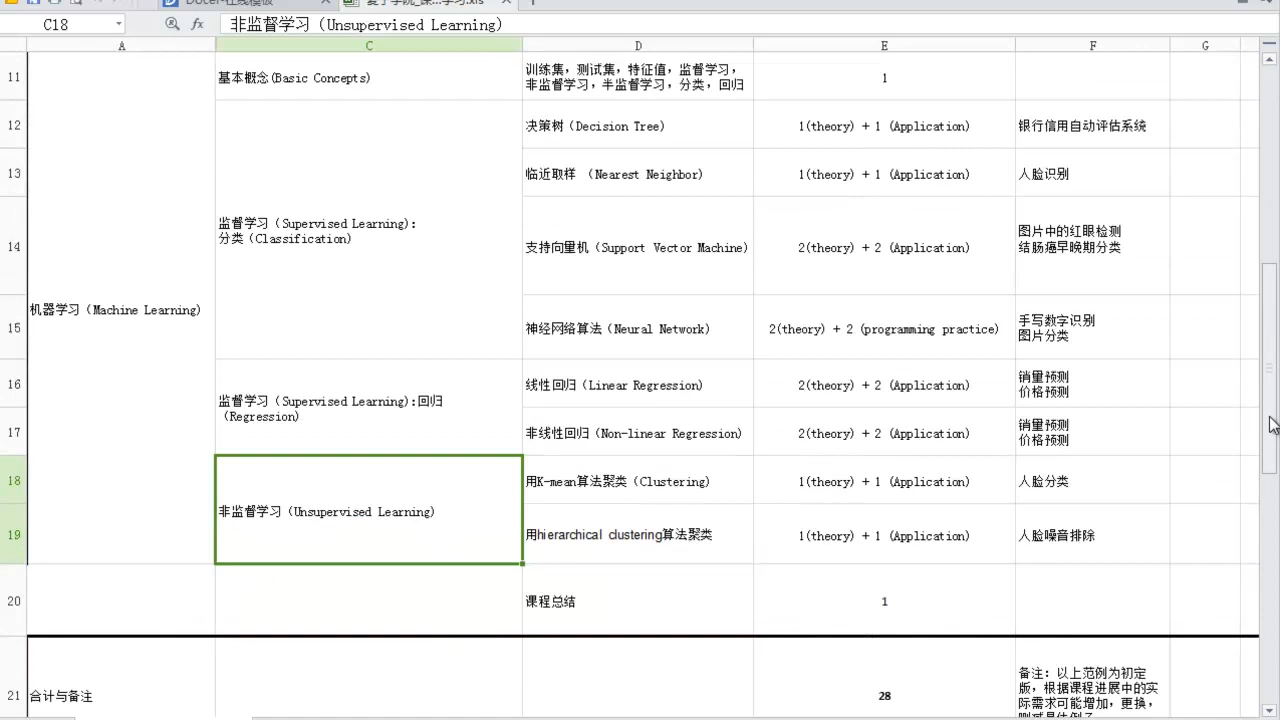 C18
fx
非监督学习（Unsupervised Learning）
A
C
D
E
F
G
11
基本概念(Basic Concepts)
训练集，测试集，特征值，监督学习，
非监督学习，半监督学习，分类，回归
1
12
决策树（Decision Tree）
1(theory) + 1 (Application)
银行信用自动评估系统
13
临近取样 （Nearest Neighbor）
1(theory) + 1 (Application)
人脸识别
监督学习（Supervised Learning）:
分类（Classification）
14
支持向量机（Support Vector Machine）
2(theory) + 2 (Application)
图片中的红眼检测
结肠癌早晚期分类
机器学习（Machine Learning）
15
神经网络算法（Neural Network）
2(theory) + 2 (programming practice)
手写数字识别
图片分类
16
线性回归（Linear Regression）
2(theory) + 2 (Application)
销量预测
价格预测
监督学习（Supervised Learning）:回归
（Regression）
17
非线性回归（Non-linear Regression）
2(theory) + 2 (Application)
销量预测
价格预测
18
用K-mean算法聚类（Clustering）
1(theory) + 1 (Application)
人脸分类
非监督学习（Unsupervised Learning）
19
用hierarchical clustering算法聚类
1(theory) + 1 (Application)
人脸噪音排除
20
课程总结
1
21
合计与备注
28
备注：以上范例为初定
版，根据课程进展中的实
际需求可能增加，更换，